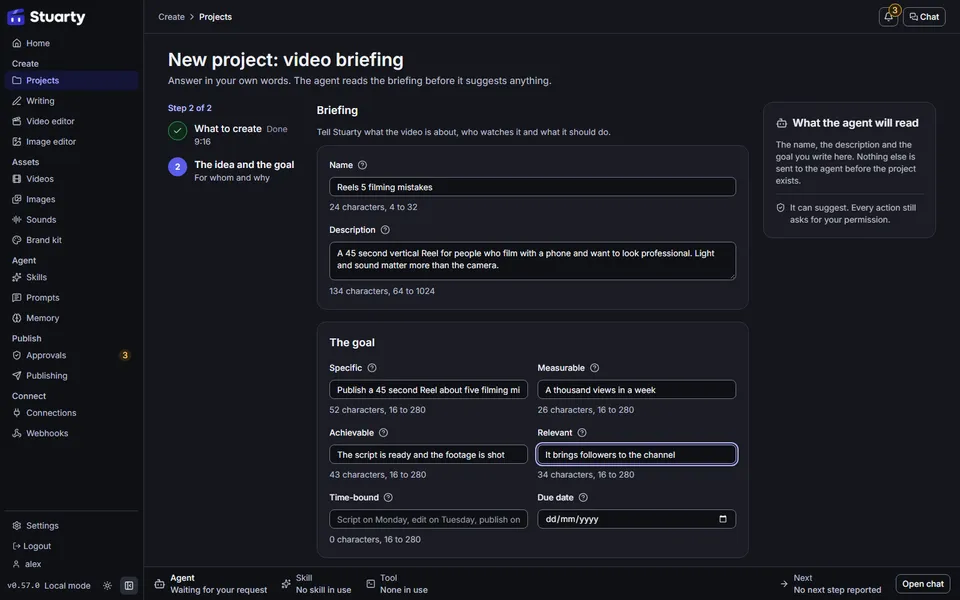 Stuarty
Create > Projects
3
Chat
Home
Create
Projects
Writing
Video editor
Image editor
Assets
Videos
Images
Sounds
Brand kit
Agent
Skills
Prompts
Memory
Publish
Approvals 3
Publishing
Connect
Connections
Webhooks
Settings
Logout
alex
v0.57.0 Local mode
New project: video briefing
Answer in your own words. The agent reads the briefing before it suggests anything.
Step 2 of 2
What to create Done
9:16
2
The idea and the goal
For whom and why
Briefing
Tell Stuarty what the video is about, who watches it and what it should do.
Name
Reels 5 filming mistakes
24 characters, 4 to 32
Description
A 45 second vertical Reel for people who film with a phone and want to look professional. Light
and sound matter more than the camera.
134 characters, 64 to 1024
The goal
Specific
Publish a 45 second Reel about five filming mi
52 characters, 16 to 280
Measurable
A thousand views in a week
26 characters, 16 to 280
Achievable
The script is ready and the footage is shot
43 characters, 16 to 280
Relevant
It brings followers to the channel
34 characters, 16 to 280
Time-bound
Script on Monday, edit on Tuesday, publish on
0 characters, 16 to 280
Due date
dd/mm/yyyy
What the agent will read
The name, the description and the
goal you write here. Nothing else is
sent to the agent before the project
exists.
It can suggest. Every action still
asks for your permission.
Agent
Waiting for your request
Skill
No skill in use
Tool
None in use
Next
No next step reported
Open chat